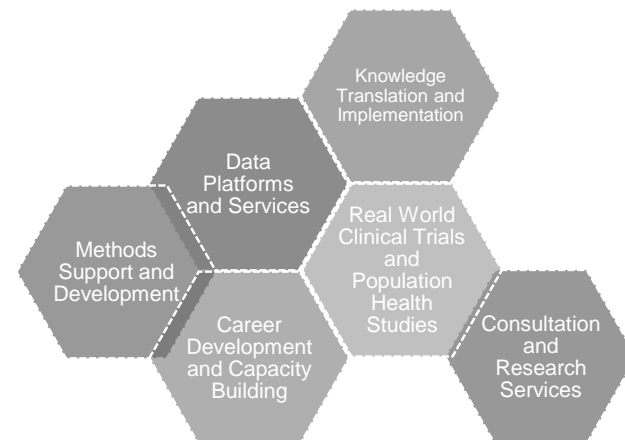 Knowledge
Translation and
Implementation
Data
Platforms
and Services
Real World
Clinical Trials
and
Population
Health
Studies
Methods
Support and
Development
Career
Development
and Capacity
Building
Consultation
and
Research
Services